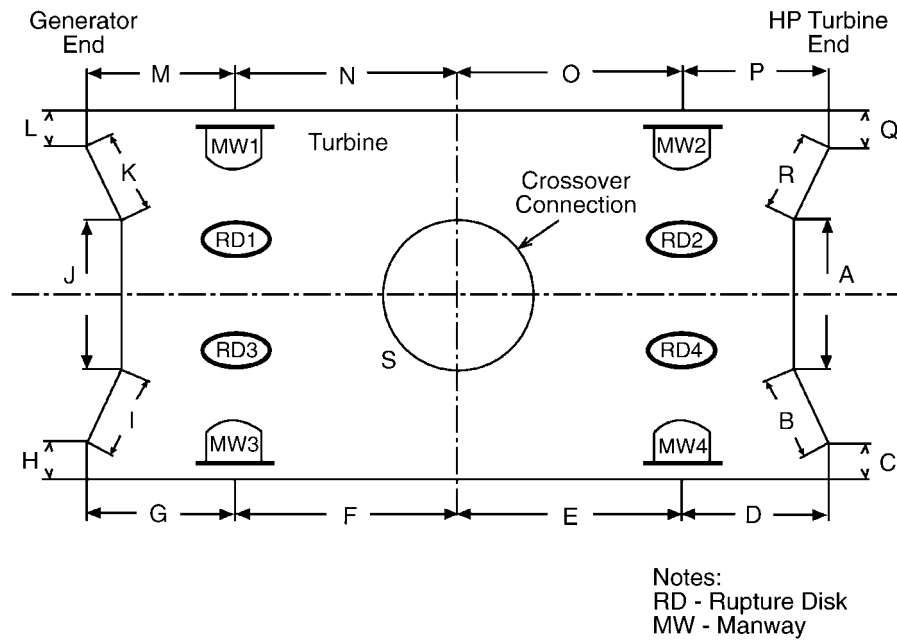 Generator
End
HP Turbine
End
M
N
O
P
L
Q
MW1
Turbine
MW2
K
R
Crossover
Connection
RD1
RD2
J
A
RD3
S
RD4
I
B
MW3
MW4
H
C
G
F
E
D
Notes:
RD - Rupture Disk
MW - Manway